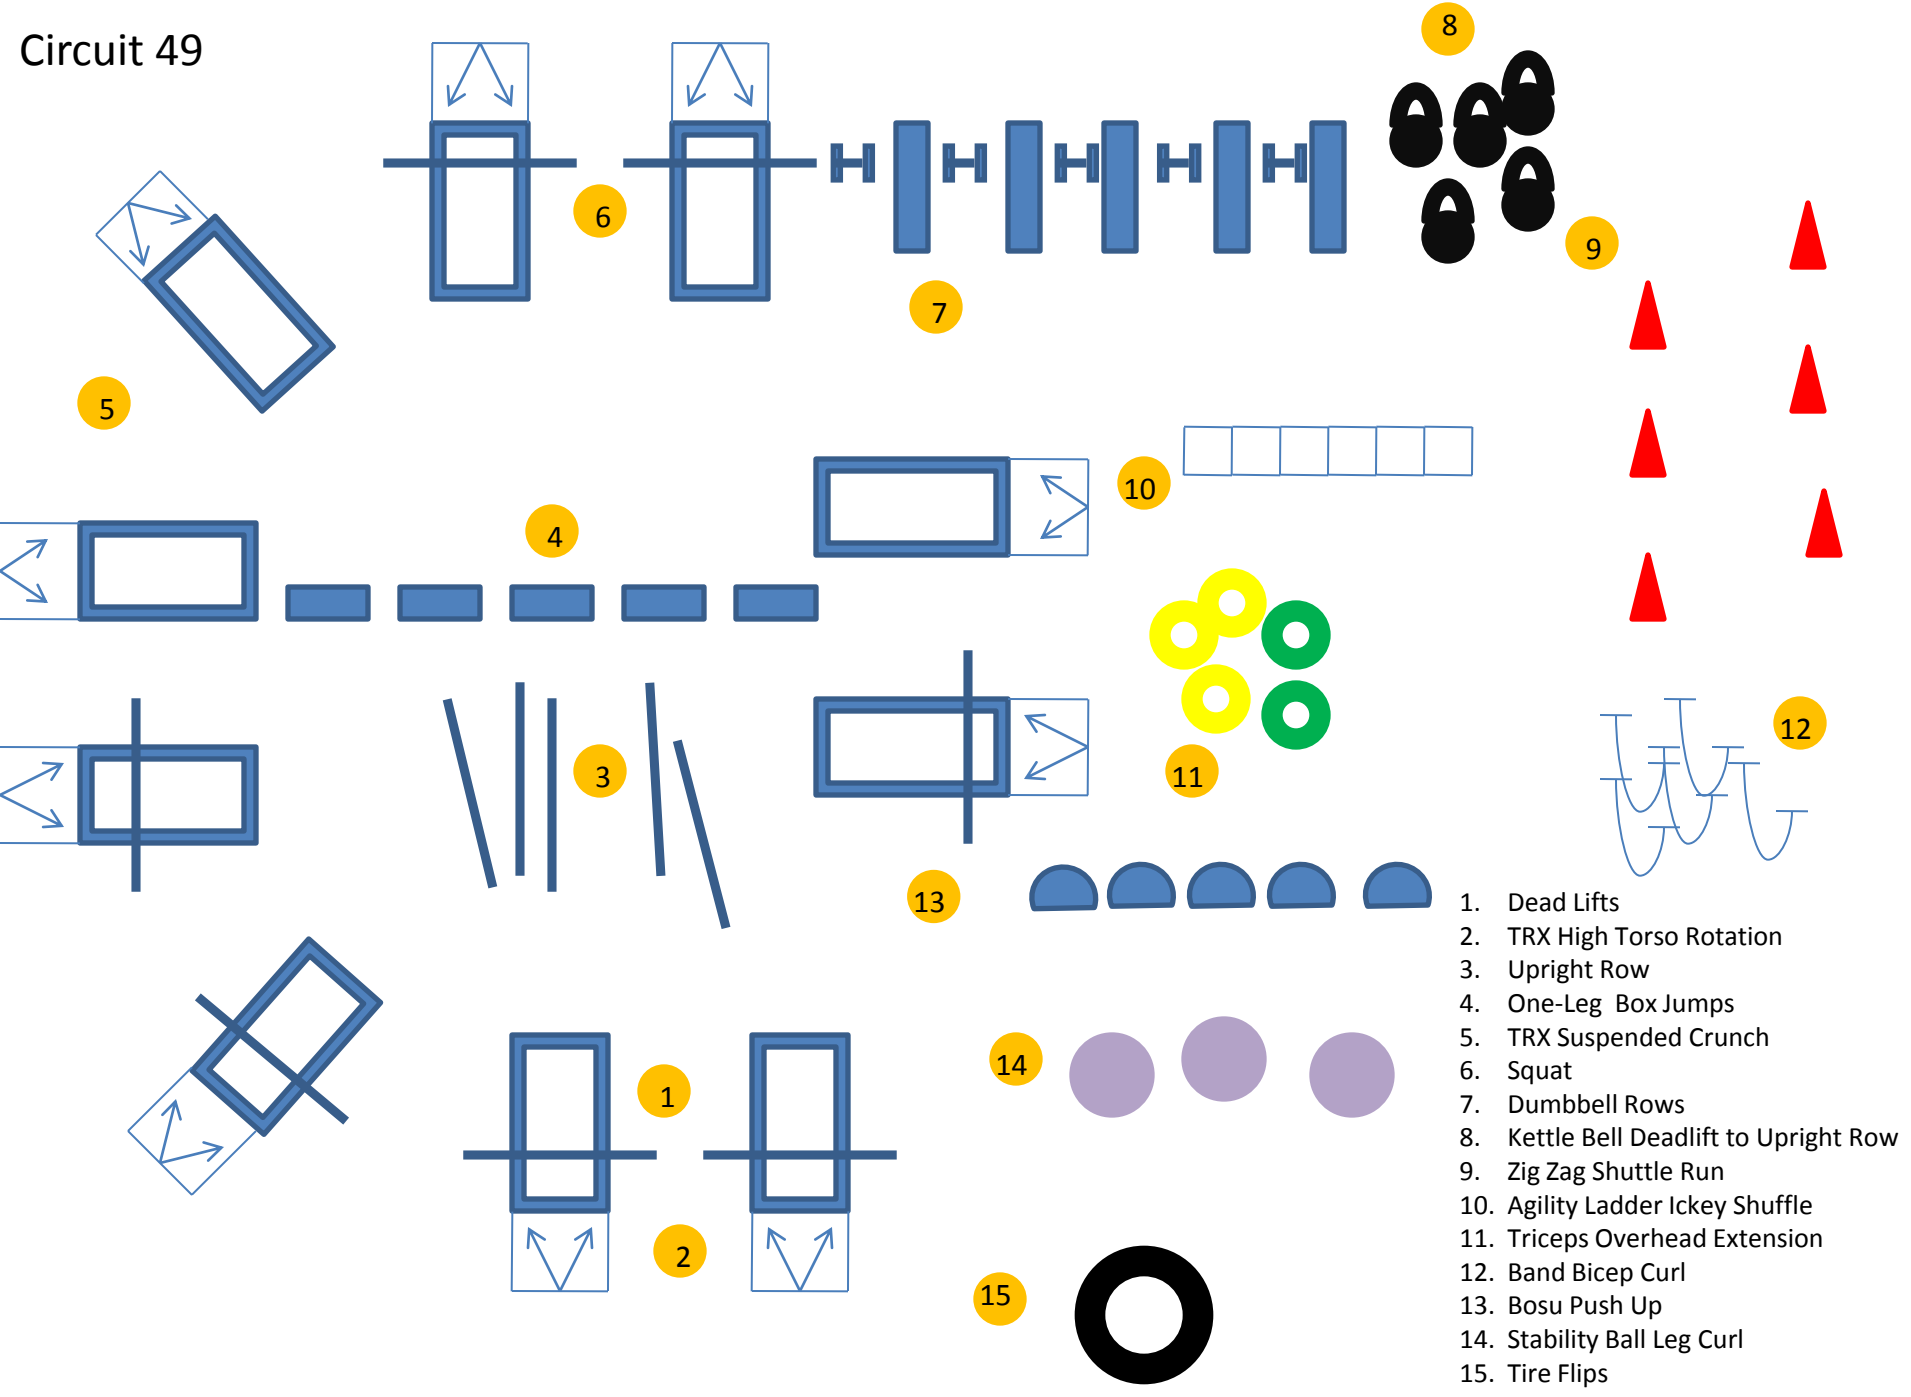 Circuit 49
8
6
9
7
5
10
4
12
3
11
13
1
14
2
15
1. Dead Lifts
2. TRX High Torso Rotation
3. Upright Row
4. One-Leg  Box Jumps
5. TRX Suspended Crunch
6. Squat
7. Dumbbell Rows
8. Kettle Bell Deadlift to Upright Row
9. Zig Zag Shuttle Run
10. Agility Ladder Ickey Shuffle
11. Triceps Overhead Extension
12. Band Bicep Curl
13. Bosu Push Up
14. Stability Ball Leg Curl
15. Tire Flips